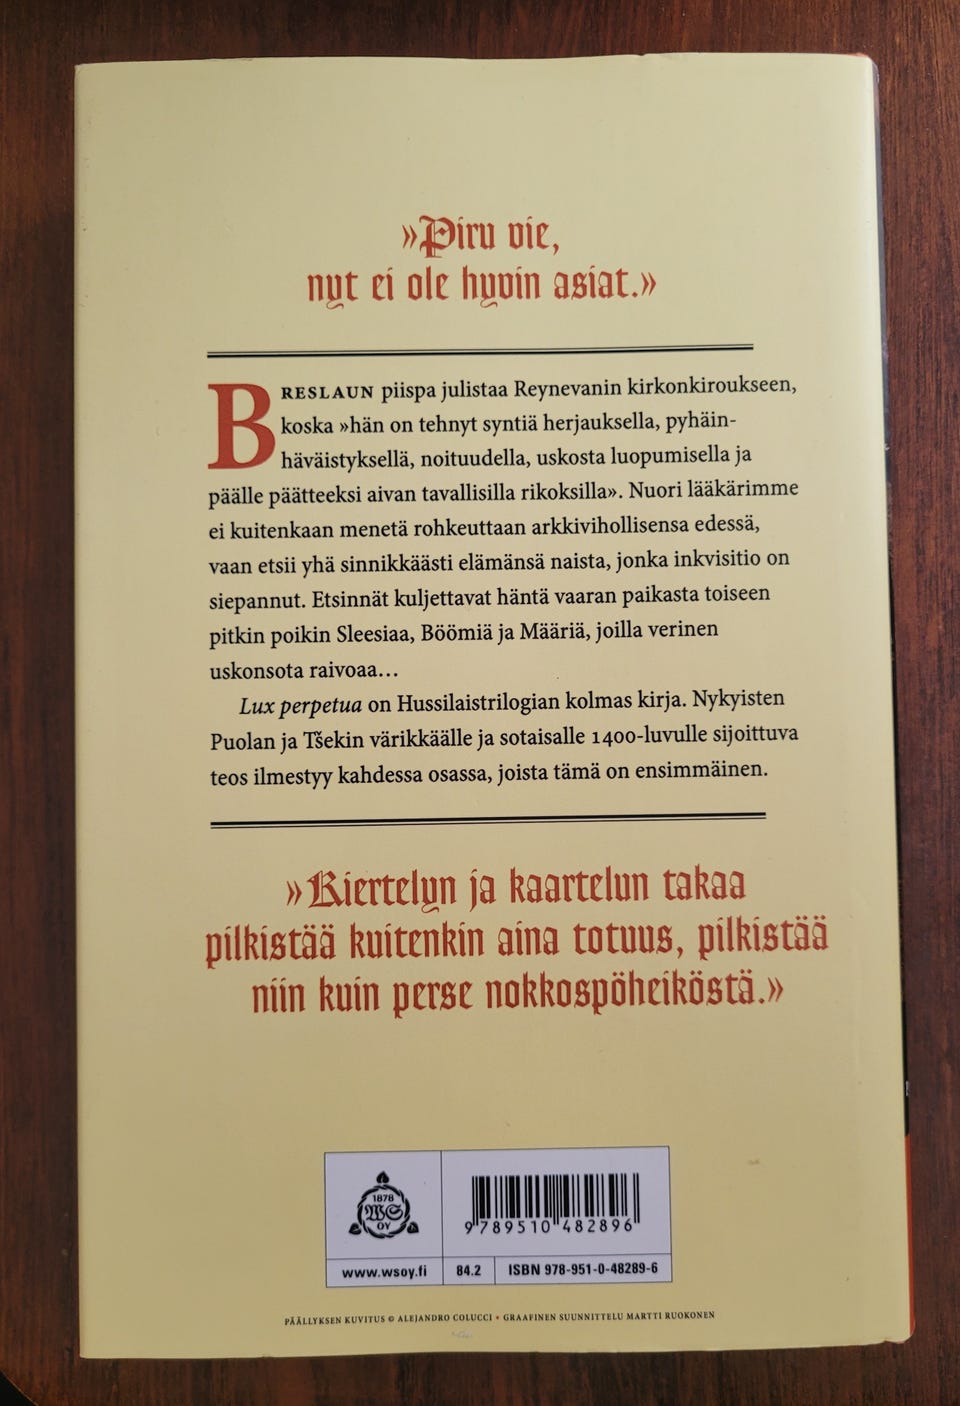 »Piru vie,
nyt ei ole hyvin asiat.»
BRESLAUN piispa julistaa Reynevanin kirkonkiroukseen,
koska »hän on tehnyt syntiä herjauksella, pyhäin-
häväistyksellä, noituudella, uskosta luopumisella ja
päälle päätteeksi aivan tavallisilla rikoksilla». Nuori lääkärimme
ei kuitenkaan menetä rohkeuttaan arkkivihollisensa edessä,
vaan etsii yhä sinnikkäästi elämänsä naista, jonka inkvisitio on
siepannut. Etsinnät kuljettavat häntä vaaran paikasta toiseen
pitkin poikin Sleesiaa, Böömiä ja Määriä, joilla verinen
uskonsota raivoaa...
Lux perpetua on Hussilaistrilogian kolmas kirja. Nykyisten
Puolan ja Tšekin värikkäälle ja sotaisalle 1400-luvulle sijoittuva
teos ilmestyy kahdessa osassa, joista tämä on ensimmäinen.
»Kiertelyn ja kaartelun takaa
pilkistää kuitenkin aina totuus, pilkistää
niin kuin perse nokkospöheiköstä.»
1878
WS
OY
9 789510 482896
www.wsoy.fi 84.2 ISBN 978-951-0-48289-6
PÄÄLLYKSEN KUVITUS © ALEJANDRO COLUCCI • GRAAFINEN SUUNNITTELU MARTTI RUOKONEN